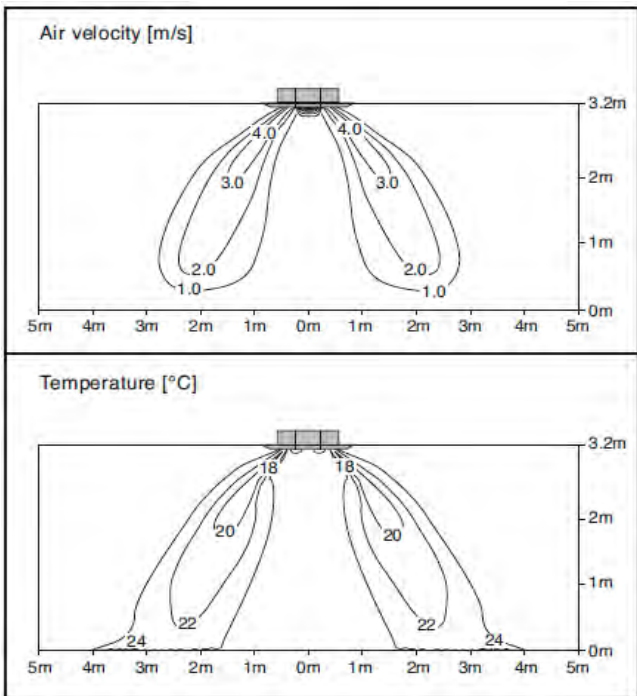 Air velocity [m/s]
3.2m
4.0 4.0
3.0 3.0
2m
1m
2.0 2.0
1.0 1.0
0m
5m 4m 3m 2m 1m 0m 1m 2m 3m 4m 5m
Temperature [°C]
3.2m
18 18
2m
20 20
1m
22 22
24 24
0m
5m 4m 3m 2m 1m 0m 1m 2m 3m 4m 5m